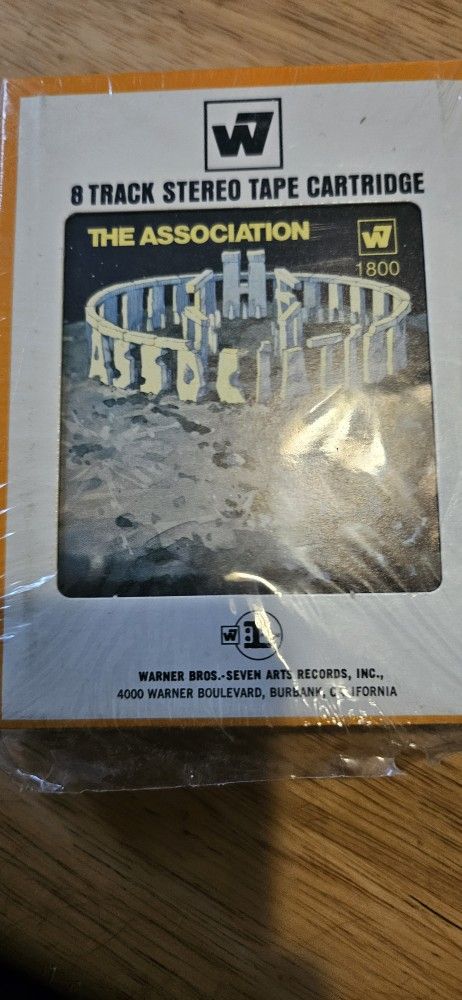 W7
8 TRACK STEREO TAPE CARTRIDGE
THE ASSOCIATION
W7
1800
THE
ASSOCIATION
W7
WARNER BROS.-SEVEN ARTS RECORDS, INC.,
4000 WARNER BOULEVARD, BURBANK, CALIFORNIA